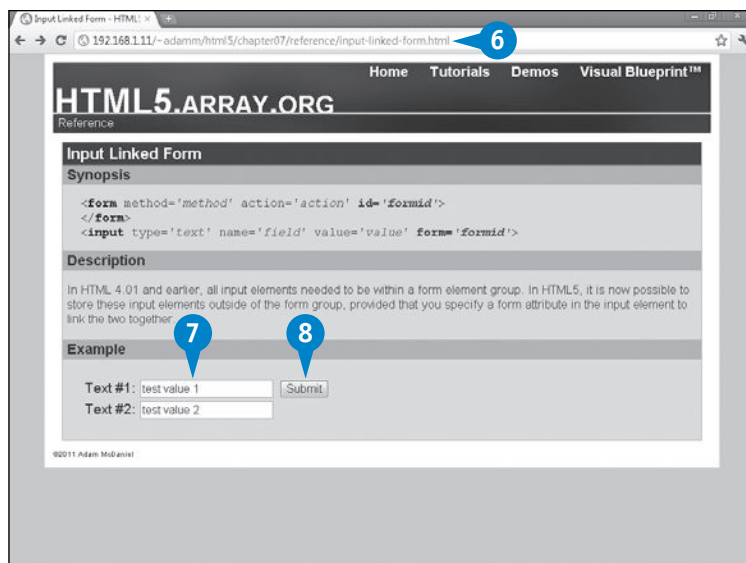 Input Linked Form - HTML5
192.168.1.11/~adamm/html5/chapter07/reference/input-linked-form.html
6
Home Tutorials Demos Visual Blueprint™
HTML5.ARRAY.ORG
Reference
Input Linked Form
Synopsis
<form method='method' action='action' id='formid'>
</form>
<input type='text' name='field' value='value' form='formid'>
Description
In HTML 4.01 and earlier, all input elements needed to be within a form element group. In HTML5, it is now possible to
store these input elements outside of the form group, provided that you specify a form attribute in the input element to
link the two together.
7
8
Example
Text #1: test value 1 Submit
Text #2: test value 2
©2011 Adam McDaniel